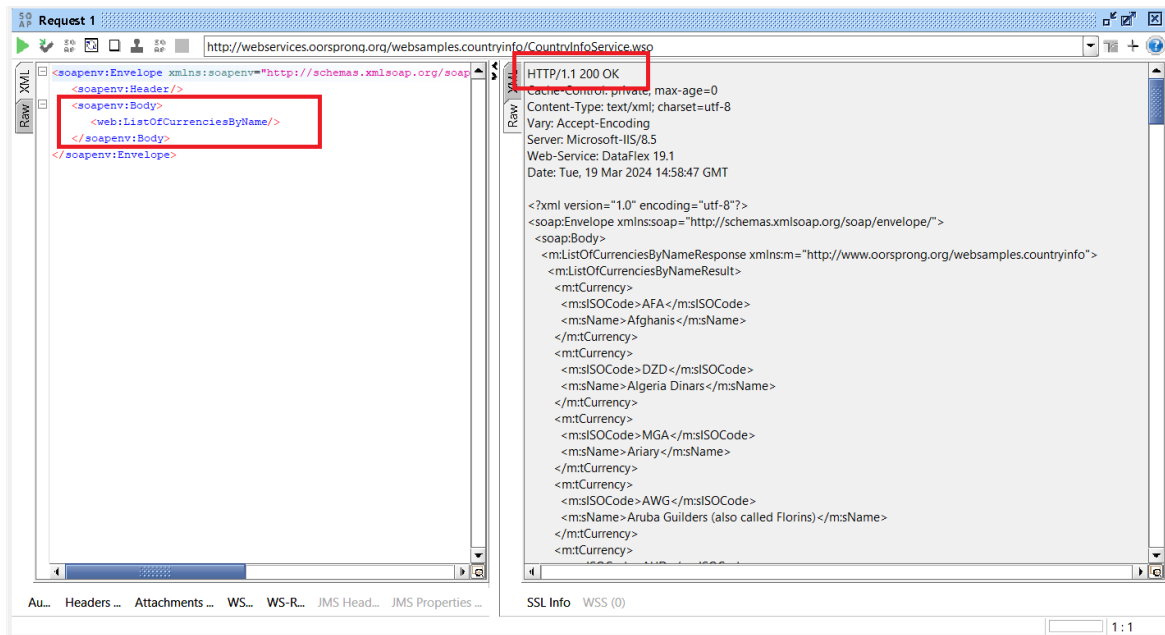 SO AP Request 1
http://webservices.oorsprong.org/websamples.countryinfo/CountryInfoService.wso
XML
Raw
<soapenv:Envelope xmlns:soapenv="http://schemas.xmlsoap.org/soap
<soapenv:Header/>
<soapenv:Body>
<web:ListOfCurrenciesByName/>
</soapenv:Body>
</soapenv:Envelope>
XML
Raw
HTTP/1.1 200 OK
Cache-Control: private, max-age=0
Content-Type: text/xml; charset=utf-8
Vary: Accept-Encoding
Server: Microsoft-IIS/8.5
Web-Service: DataFlex 19.1
Date: Tue, 19 Mar 2024 14:58:47 GMT
<?xml version="1.0" encoding="utf-8"?>
<soap:Envelope xmlns:soap="http://schemas.xmlsoap.org/soap/envelope/">
<soap:Body>
<m:ListOfCurrenciesByNameResponse xmlns:m="http://www.oorsprong.org/websamples.countryinfo">
<m:ListOfCurrenciesByNameResult>
<m:tCurrency>
<m:sISOCode>AFA</m:sISOCode>
<m:sName>Afghanis</m:sName>
</m:tCurrency>
<m:tCurrency>
<m:sISOCode>DZD</m:sISOCode>
<m:sName>Algeria Dinars</m:sName>
</m:tCurrency>
<m:tCurrency>
<m:sISOCode>MGA</m:sISOCode>
<m:sName>Ariary</m:sName>
</m:tCurrency>
<m:tCurrency>
<m:sISOCode>AWG</m:sISOCode>
<m:sName>Aruba Guilders (also called Florins)</m:sName>
</m:tCurrency>
<m:tCurrency>
Au... Headers ... Attachments ... WS... WS-R... JMS Head... JMS Properties ...
SSL Info WSS (0)
1 : 1